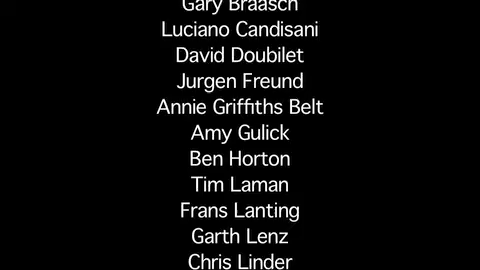 Gary Braasch
Luciano Candisani
David Doubilet
Jurgen Freund
Annie Griffiths Belt
Amy Gulick
Ben Horton
Tim Laman
Frans Lanting
Garth Lenz
Chris Linder